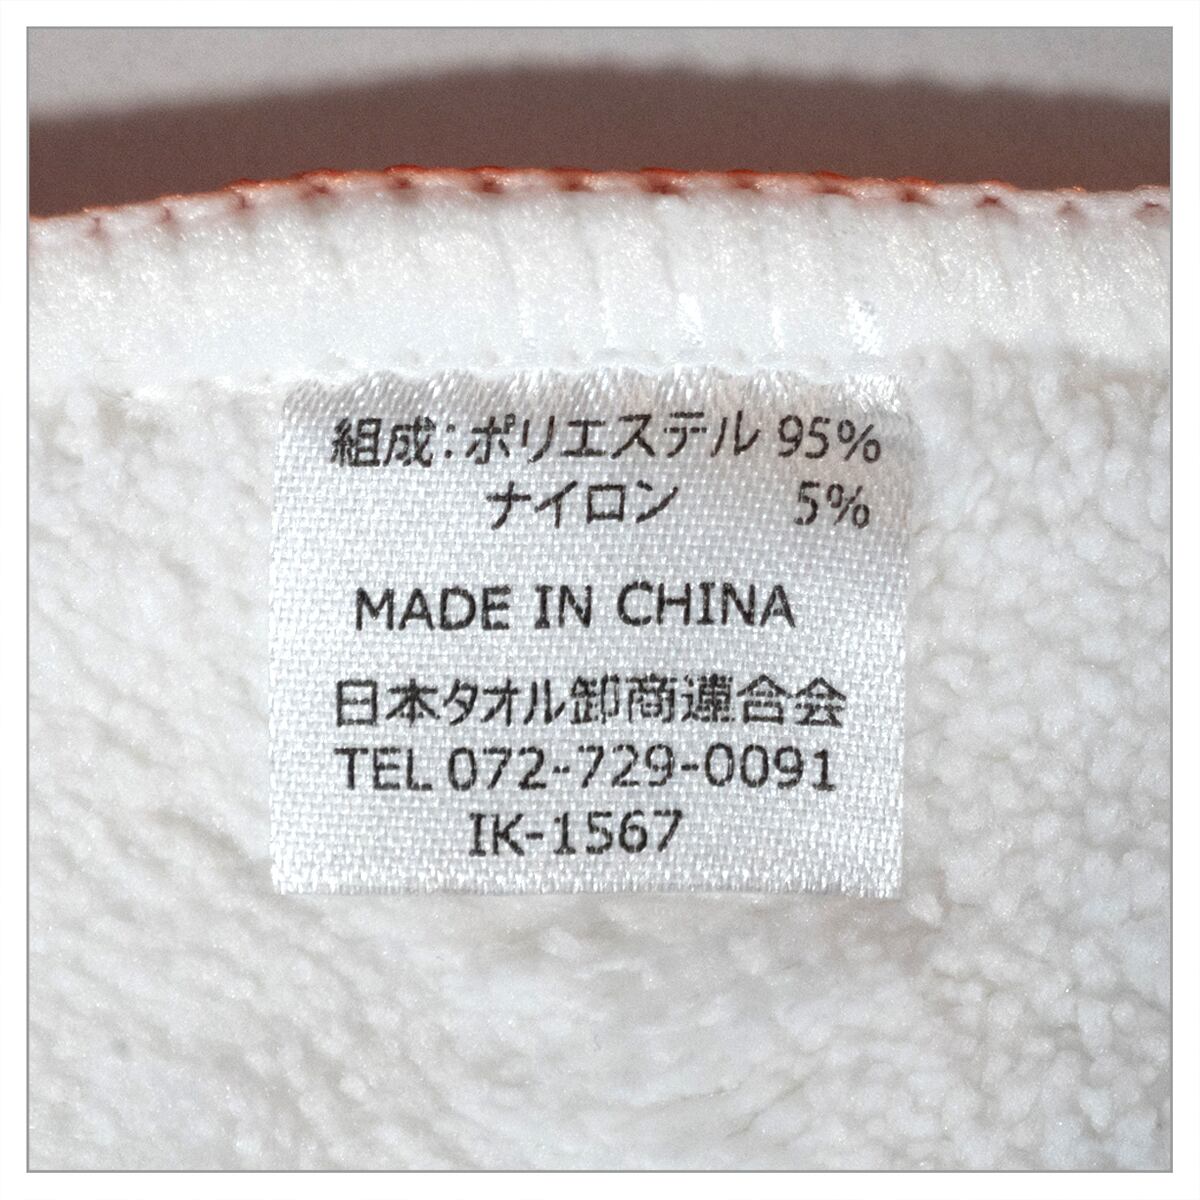 組成:ポリエステル 95%
ナイロン 5%
MADE IN CHINA
日本タオル卸商連合会
TEL 072-729-0091
IK-1567